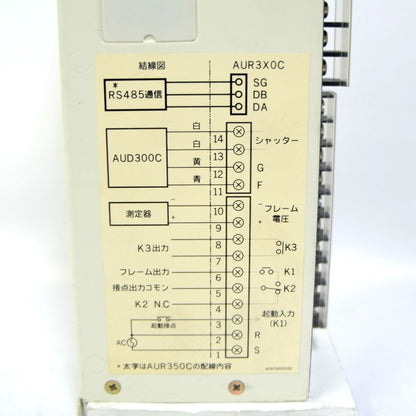 結線図 AUR3X0C
* RS485通信 SG
DB
DA
白 14 シャッター
AUD300C 白 13
黄 12 G
青 11 F
測定器 - 10 - フレーム
+ 9 + 電圧
K3出力 8 K3
7
フレーム出力 6 K1
接点出力コモン 5 K2
K2 N.C 4 起動入力
起動接点 3 (K1)
R
AC 2 S
1
*太字はAUR350Cの配線内容